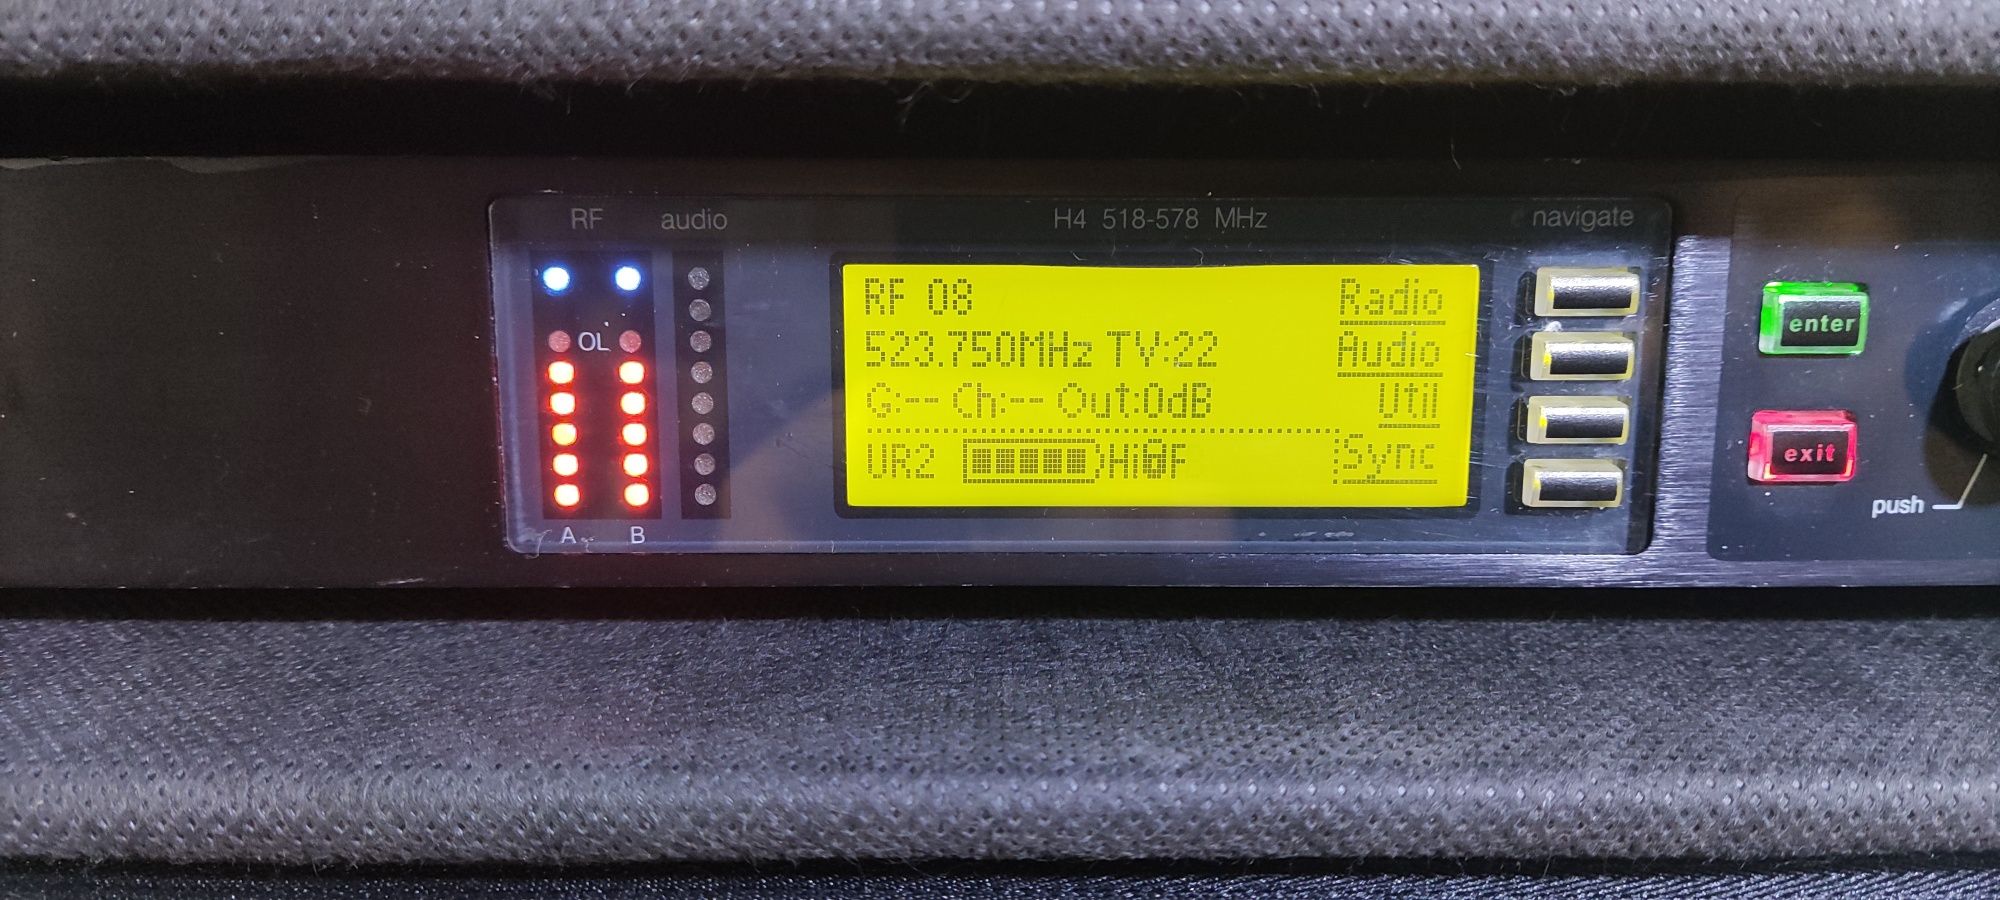 RF audio H4 518-578 MHz navigate
RF 08 Radio
523.750MHz TV:22 Audio
G:-- Ch:-- Out:0dB Util
UR2 HI F Sync
OL
A B
enter
exit
push